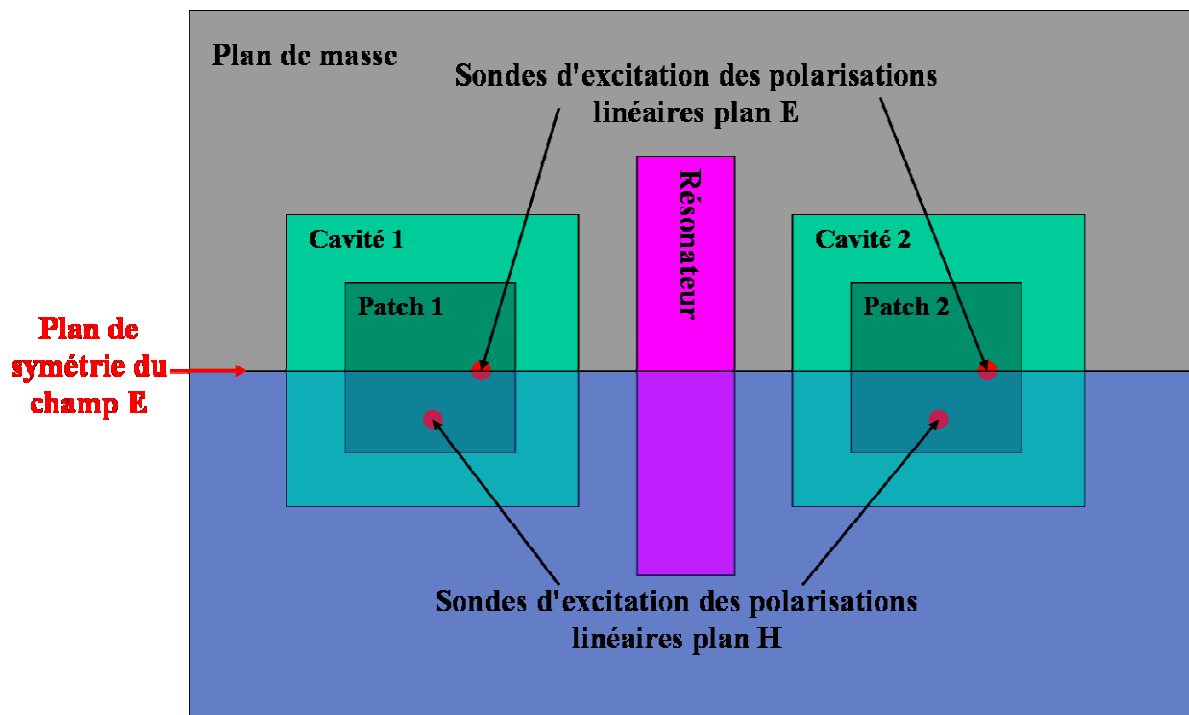 Plan de masse
Sondes d'excitation des polarisations
linéaires plan E
Résonateur
Cavité 1
Cavité 2
Patch 1
Patch 2
Plan de
symétrie du
champ E
Sondes d'excitation des polarisations
linéaires plan H